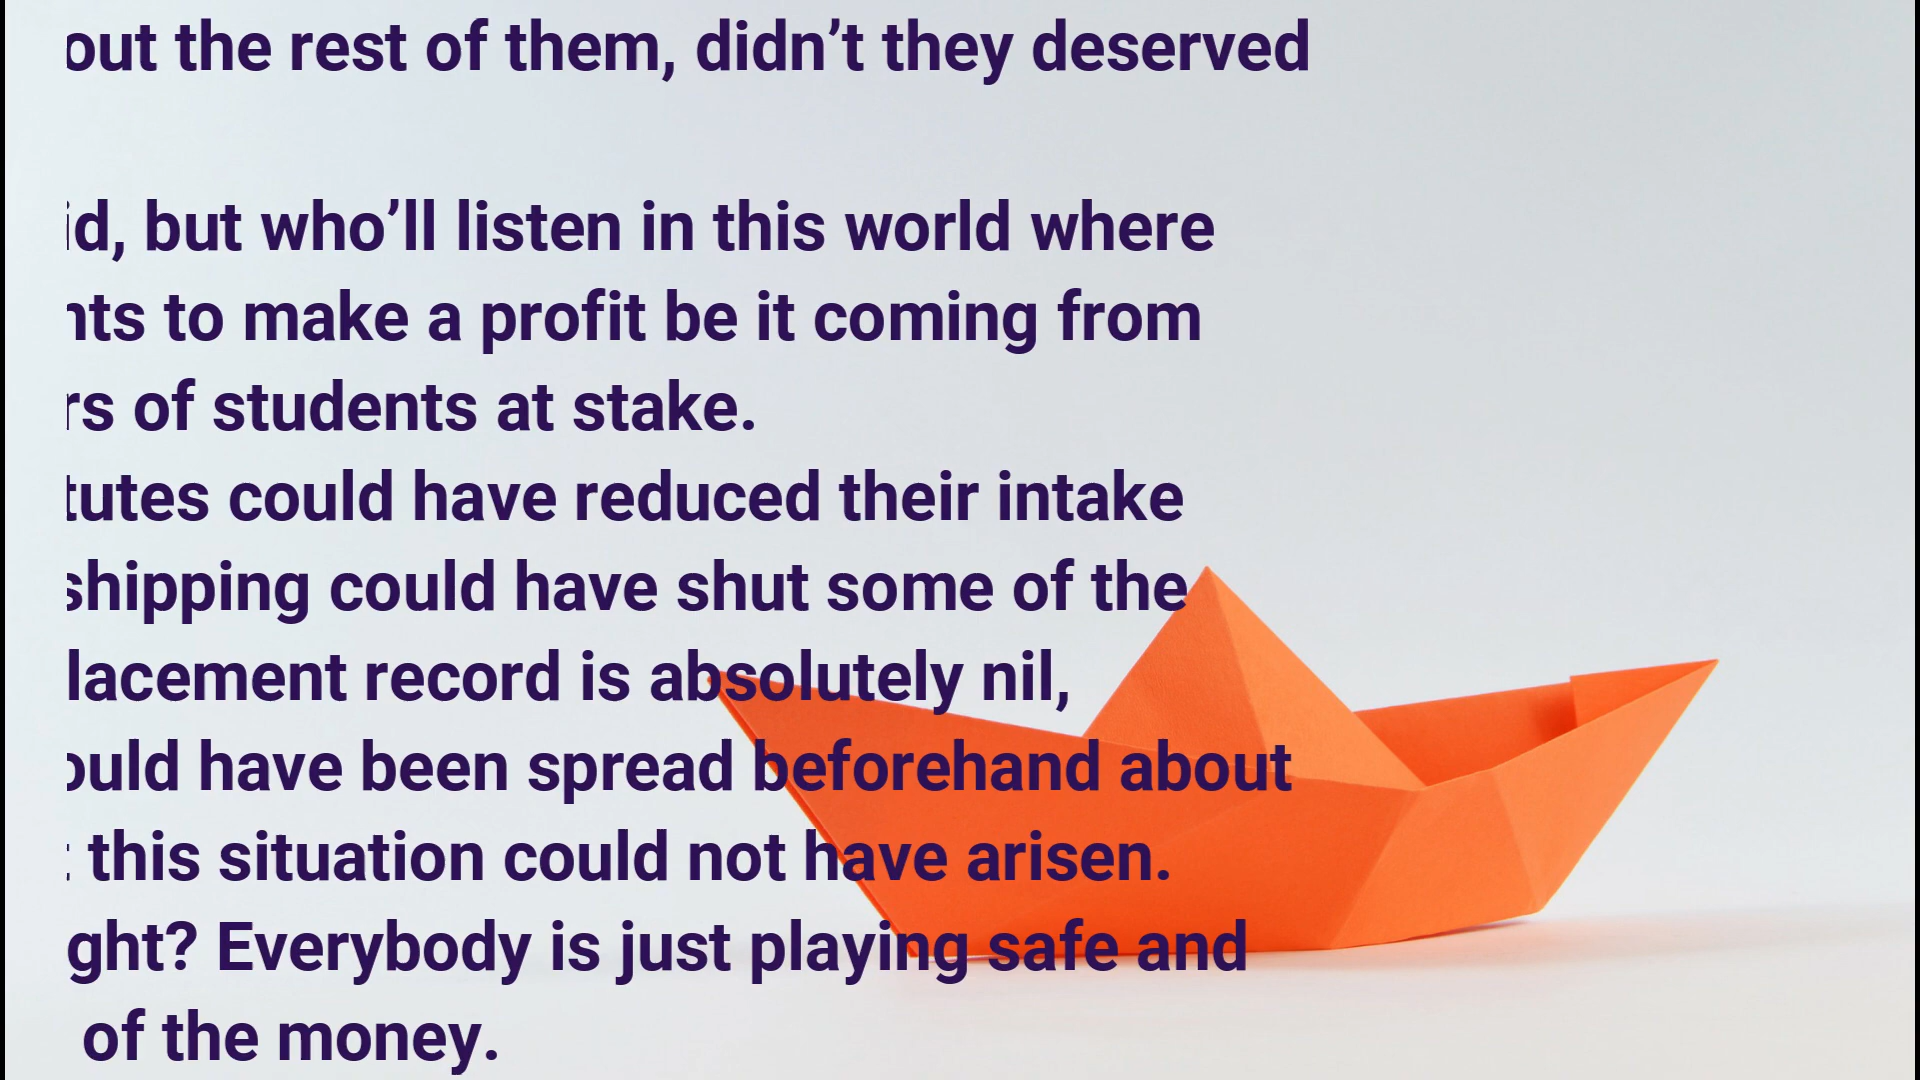 out the rest of them, didn’t they deserved
id, but who’ll listen in this world where
nts to make a profit be it coming from
rs of students at stake.
tutes could have reduced their intake
shipping could have shut some of the
lacement record is absolutely nil,
ould have been spread beforehand about
this situation could not have arisen.
ght? Everybody is just playing safe and
of the money.